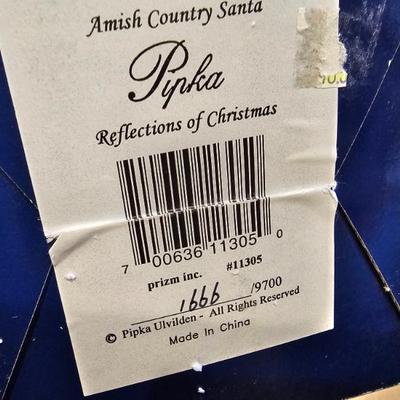 Amish Country Santa
Pipka
Reflections of Christmas
7 00636 11305 0
prizm inc. #11305
1666 /9700
© Pipka Ulvilden - All Rights Reserved
Made In China